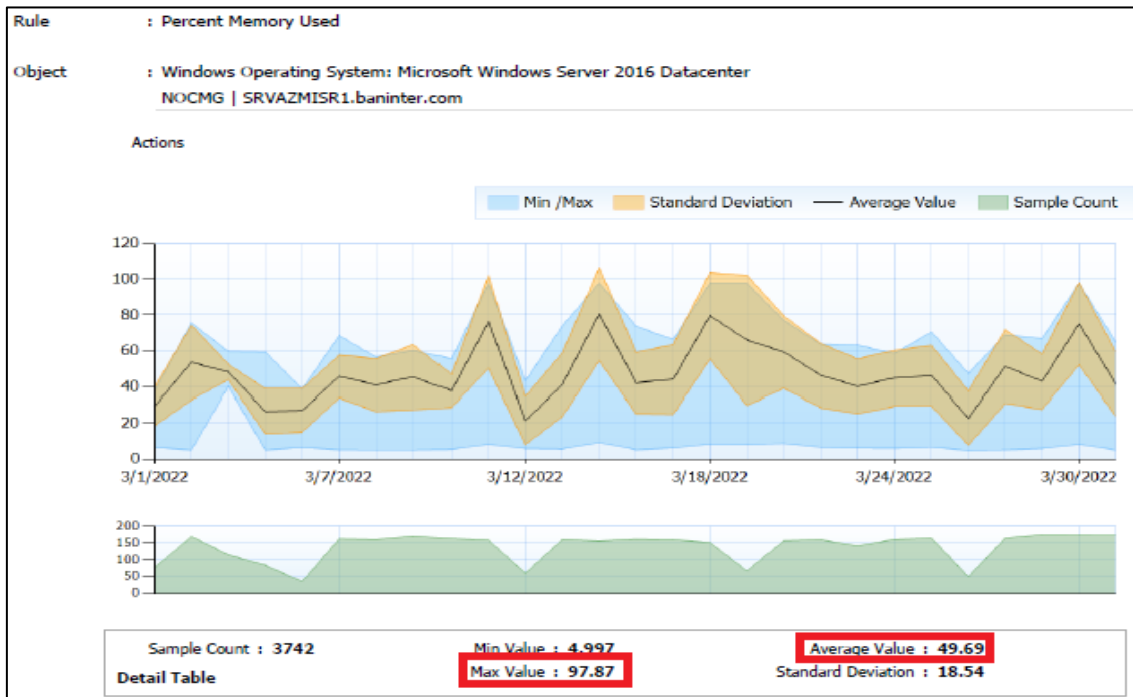 Rule : Percent Memory Used
Object : Windows Operating System: Microsoft Windows Server 2016 Datacenter
NOCMG | SRVAZMISR1.baninter.com
Actions
Min /Max Standard Deviation Average Value Sample Count
120
100
80
60
40
20
0
3/1/2022 3/7/2022 3/12/2022 3/18/2022 3/24/2022 3/30/2022
200
150
100
50
0
Sample Count : 3742 Min Value : 4.997 Average Value : 49.69
Detail Table Max Value : 97.87 Standard Deviation : 18.54